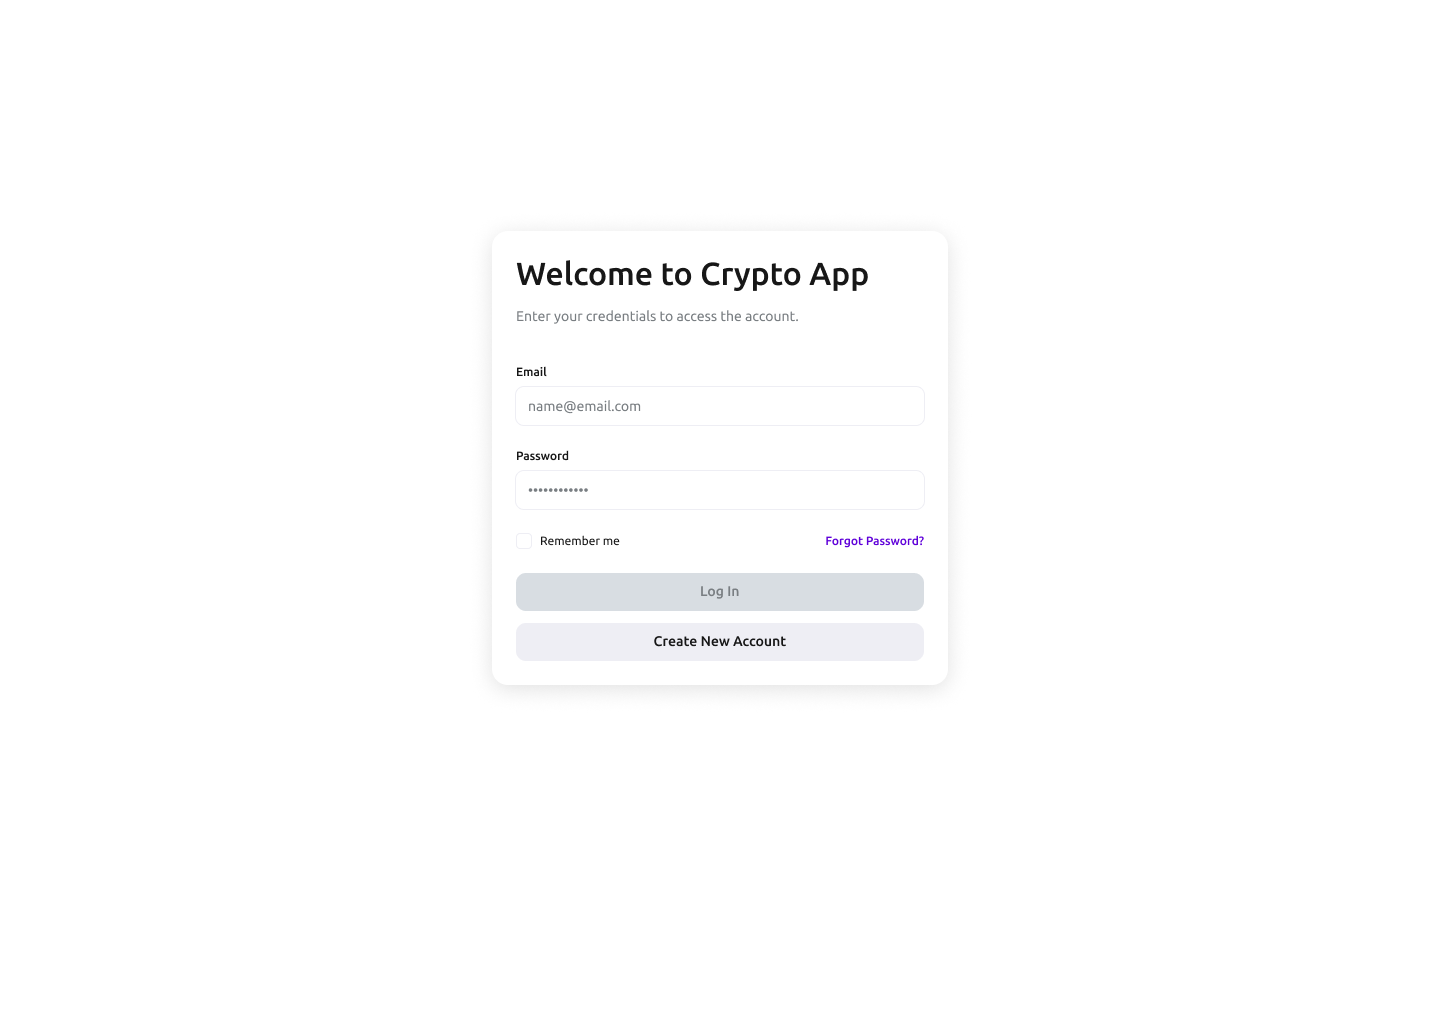 Welcome to Crypto App
Enter your credentials to access the account.
Email
name@email.com
Password
••••••••••••
Remember me
Forgot Password?
Log In
Create New Account